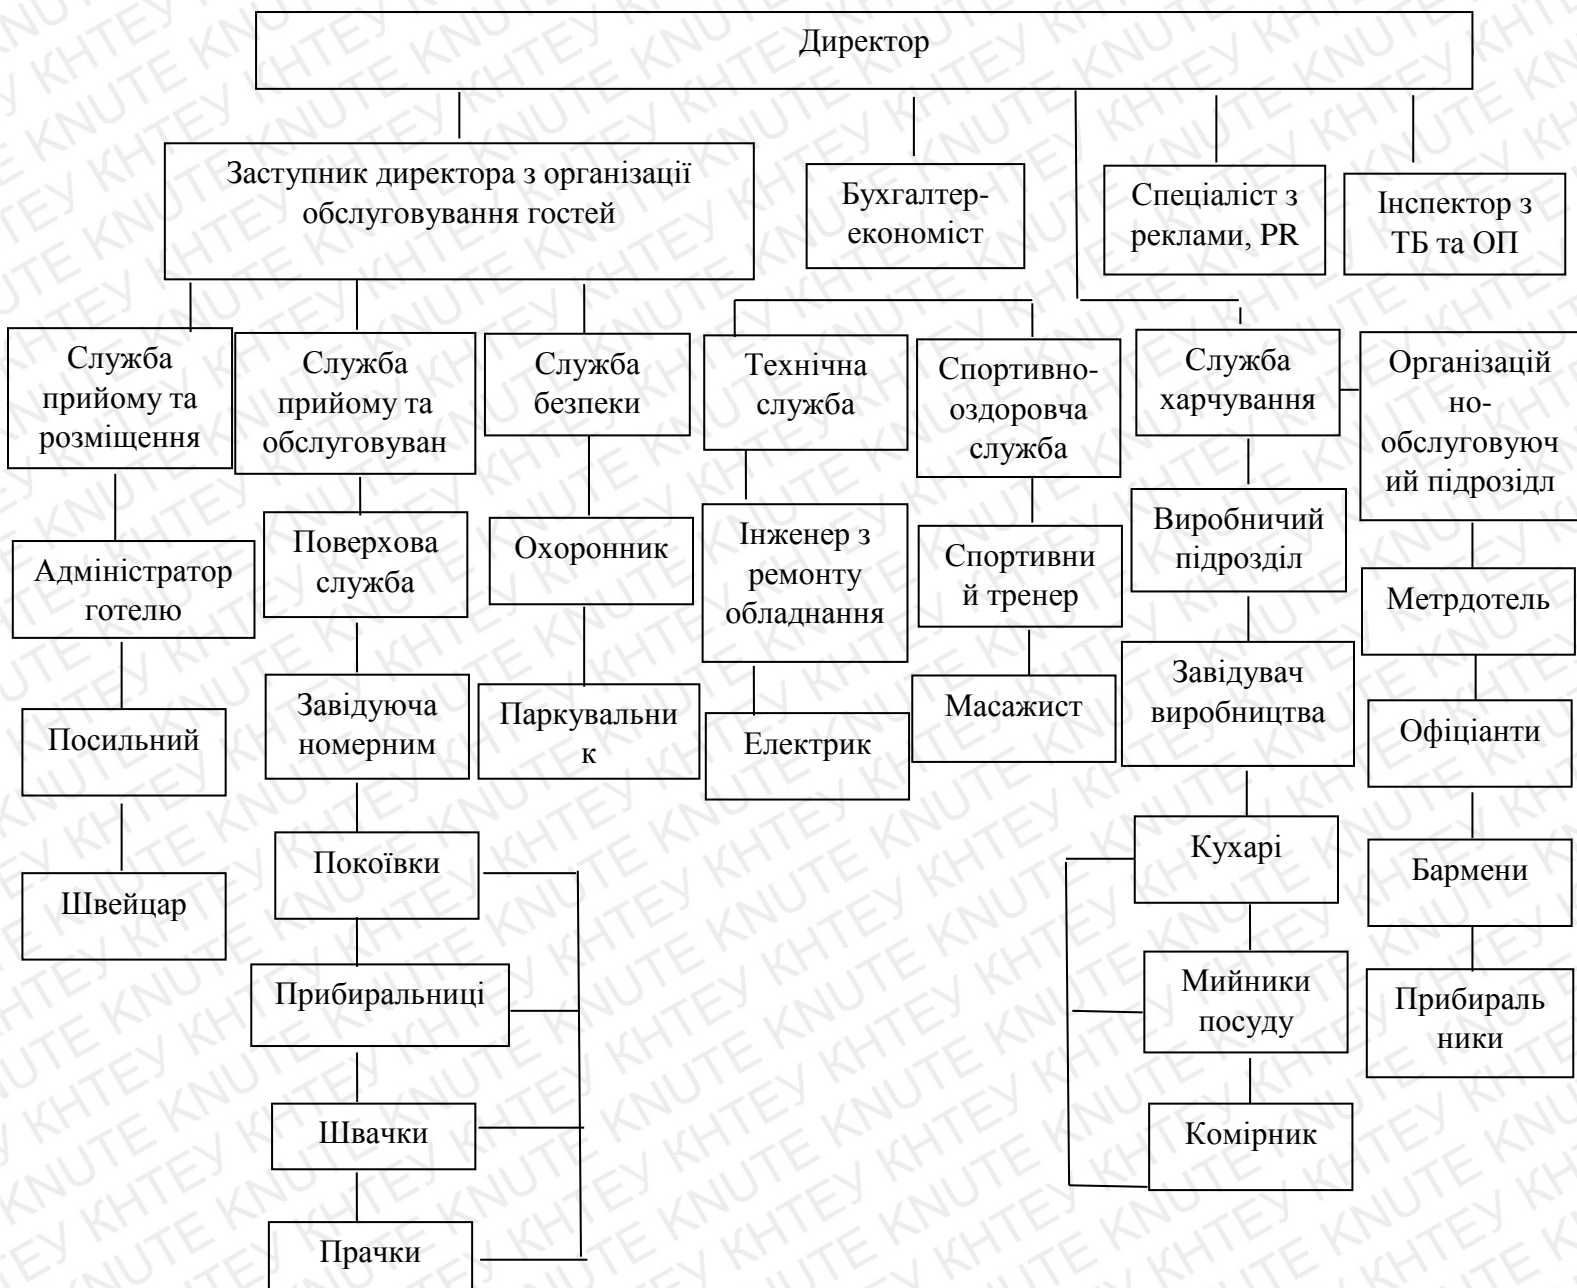 Директор
Заступник директора з організації
обслуговування гостей
Бухгалтер-
економіст
Спеціаліст з
реклами, PR
Інспектор з
ТБ та ОП
Служба
прийому та
розміщення
Служба
прийому та
обслуговуван
Служба
безпеки
Технічна
служба
Спортивно-
оздоровча
служба
Служба
харчування
Організацій
но-
обслуговуюч
ий підрозідл
Адміністратор
готелю
Поверхова
служба
Охоронник
Інженер з
ремонту
обладнання
Спортивни
й тренер
Виробничий
підрозділ
Метрдотель
Посильний
Завідуюча
номерним
Паркувальни
к
Електрик
Масажист
Завідувач
виробництва
Офіціанти
Швейцар
Покоївки
Кухарі
Бармени
Прибиральниці
Мийники
посуду
Прибираль
ники
Швачки
Комірник
Прачки
KNUTE КНТЕУ